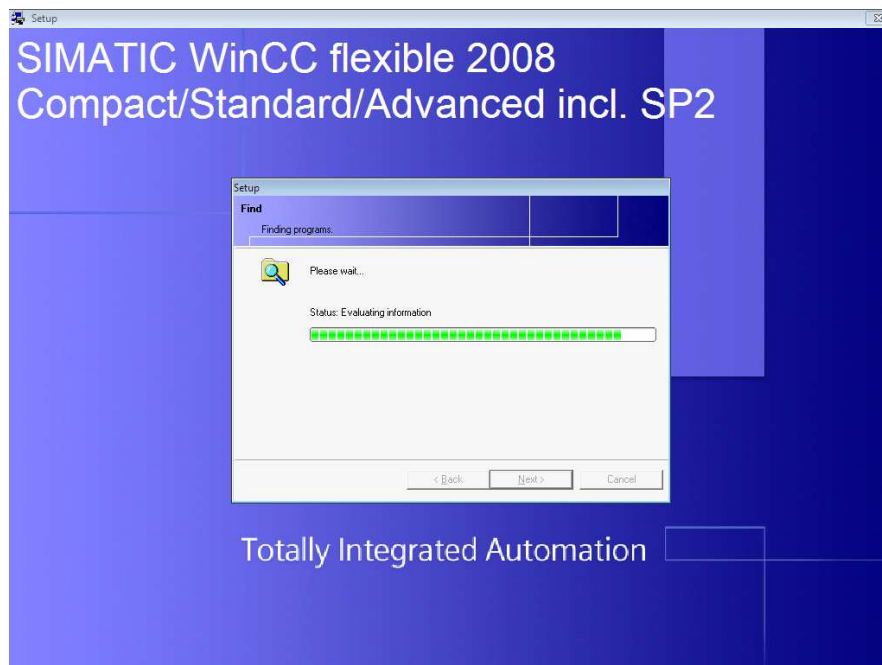 Setup
SIMATIC WinCC flexible 2008
Compact/Standard/Advanced incl. SP2
Setup
Find
Finding programs.
Please wait...
Status: Evaluating information
< Back
Next >
Cancel
Totally Integrated Automation